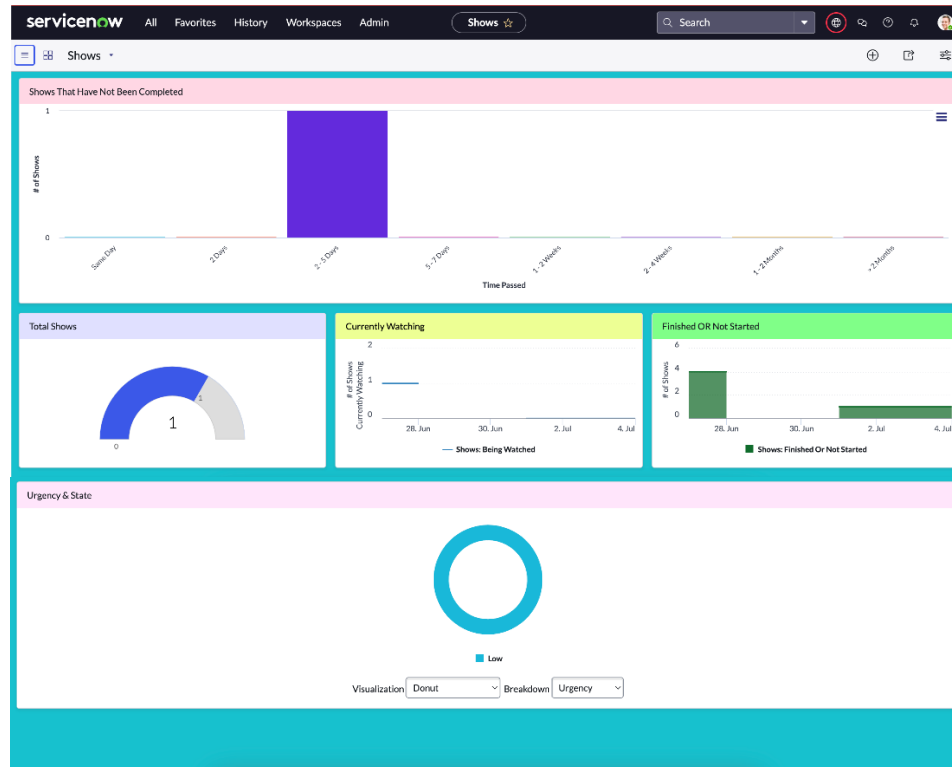 servicenow All Favorites History Workspaces Admin Shows Search
Shows
Shows That Have Not Been Completed
1
# of Shows
0
Same Day 2 Days 2 - 5 Days 5 - 7 Days 1 - 2 Weeks 2 - 4 Weeks 1 - 2 Months +2 Months
Time Passed
Total Shows
1
1
0
Currently Watching
2
1
0
# of Shows
Currently Watching
28. Jun 30. Jun 2. Jul 4. Jul
Shows: Being Watched
Finished OR Not Started
6
4
2
0
# of Shows
28. Jun 30. Jun 2. Jul 4. Jul
Shows: Finished Or Not Started
Urgency & State
Low
Visualization Donut Breakdown Urgency